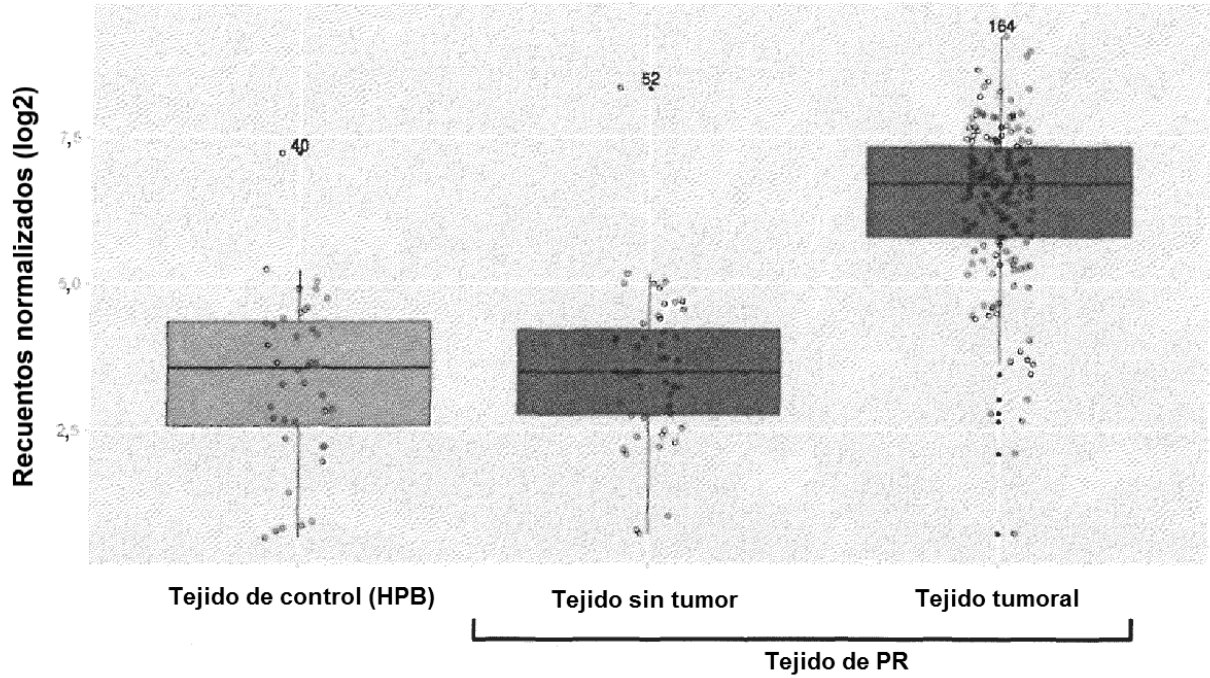 Recuentos normalizados (log2)
164
52
40
7,5
5,0
2,5
Tejido de control (HPB)
Tejido sin tumor
Tejido tumoral
Tejido de PR